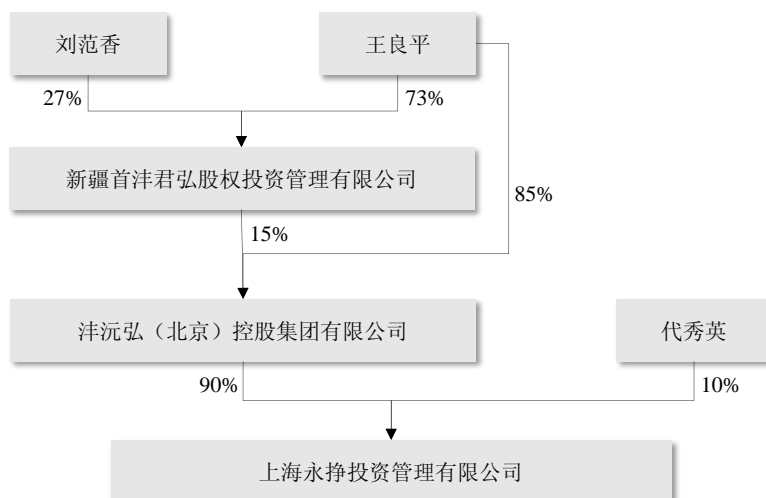 刘范香
王良平
27%
73%
新疆首沣君弘股权投资管理有限公司
85%
15%
沣沅弘（北京）控股集团有限公司
代秀英
90%
10%
上海永挣投资管理有限公司